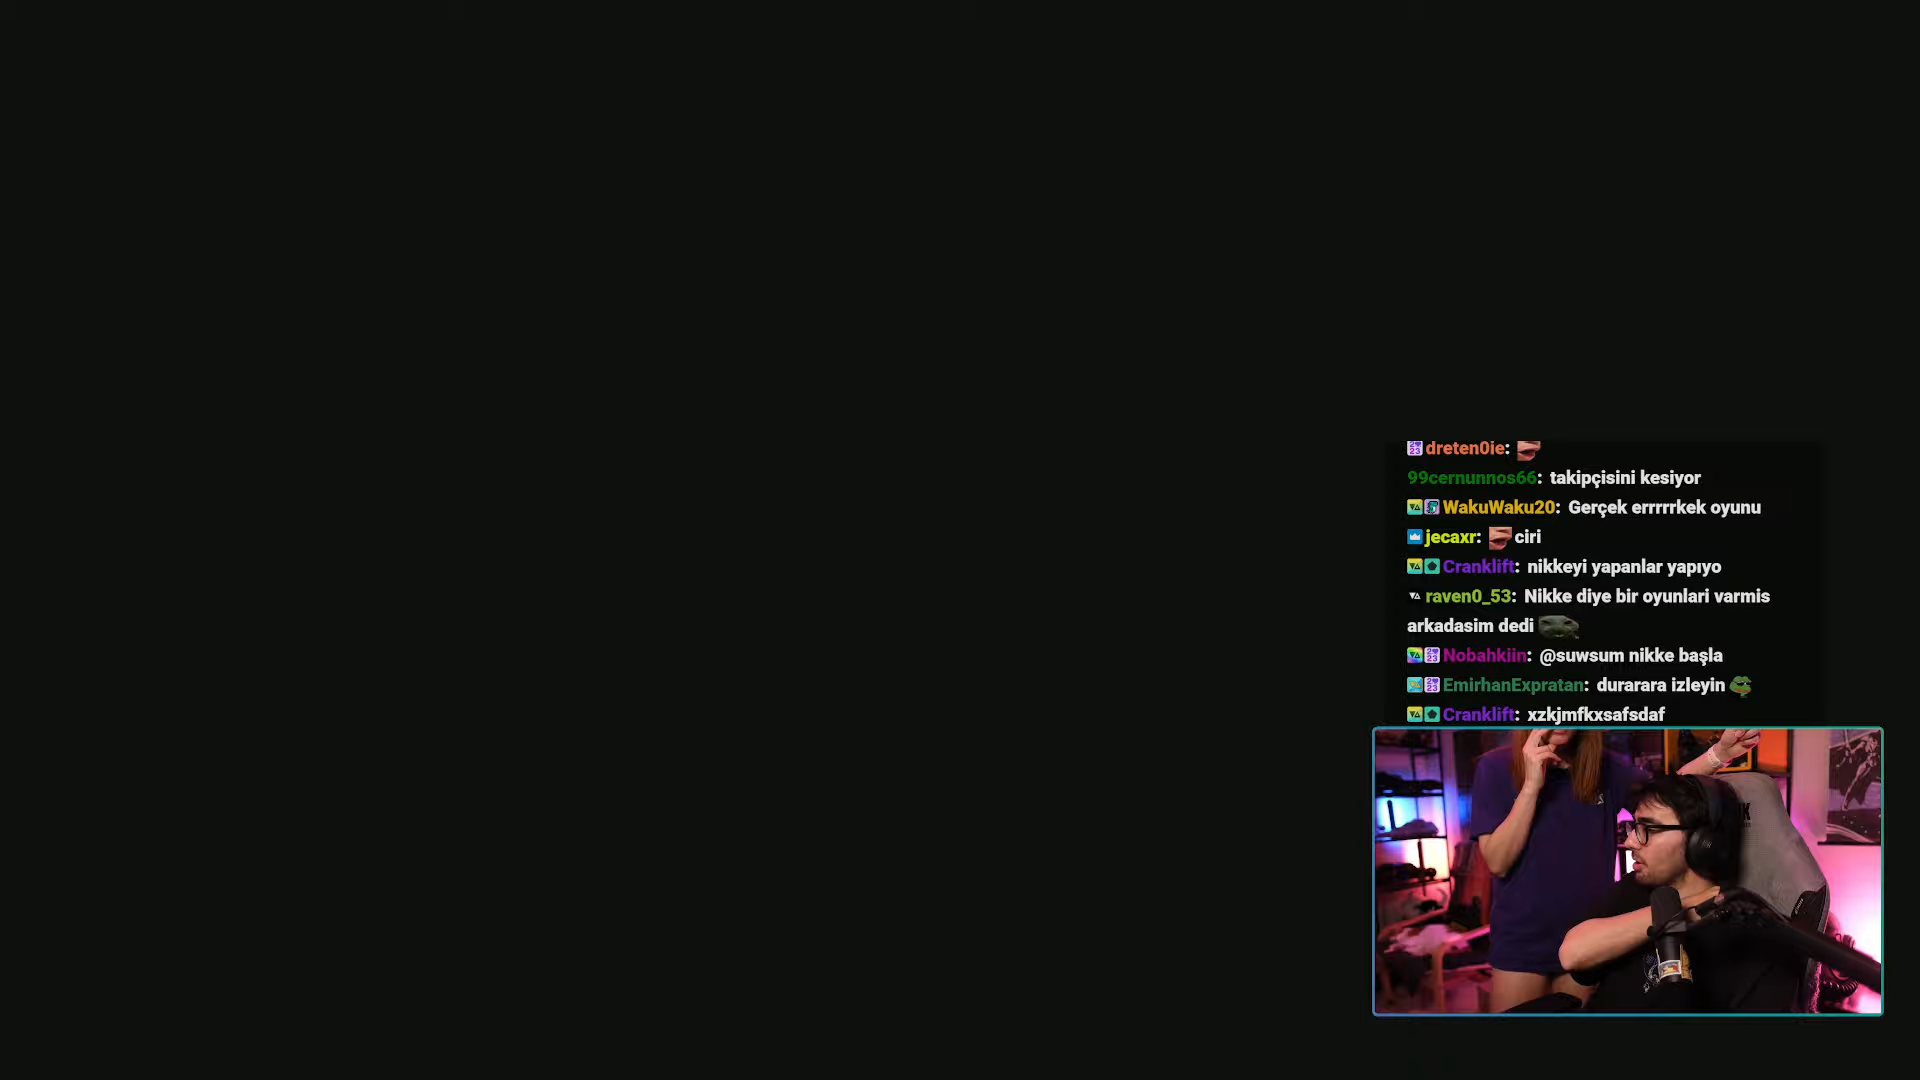 dreten0ie:
99cernunnos66: takipçisini kesiyor
WakuWaku20: Gerçek errrrrkek oyunu
jecaxr: ciri
Cranklift: nikkeyi yapanlar yapıyo
raven0_53: Nikke diye bir oyunlari varmis
arkadasim dedi
Nobahkiin: @suwsum nikke başla
EmirhanExpratan: durarara izleyin
Cranklift: xzkjmfkxsafsdaf